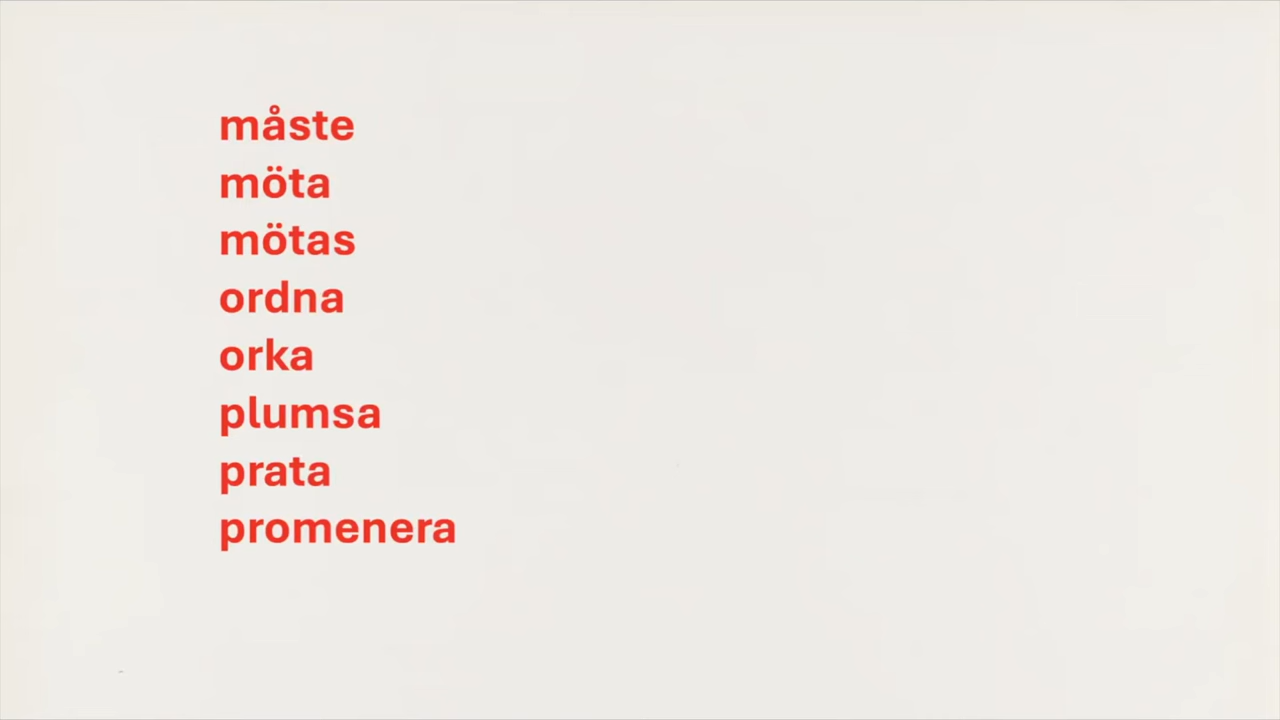 måste
möta
mötas
ordna
orka
plumsa
prata
promenera